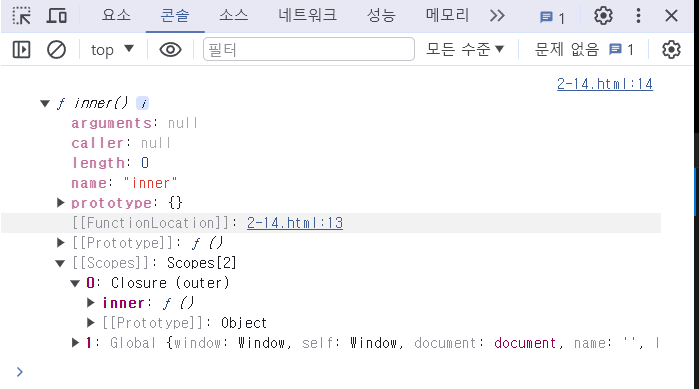 요소 콘솔 소스 네트워크 성능 메모리 1
top 필터 모든 수준 문제 없음 1
2-14.html:14
ƒ inner() i
arguments: null
caller: null
length: 0
name: "inner"
prototype: {}
[[FunctionLocation]]: 2-14.html:13
[[Prototype]]: ƒ ()
[[Scopes]]: Scopes[2]
0: Closure (outer)
inner: ƒ ()
[[Prototype]]: Object
1: Global {window: Window, self: Window, document: document, name: '', l